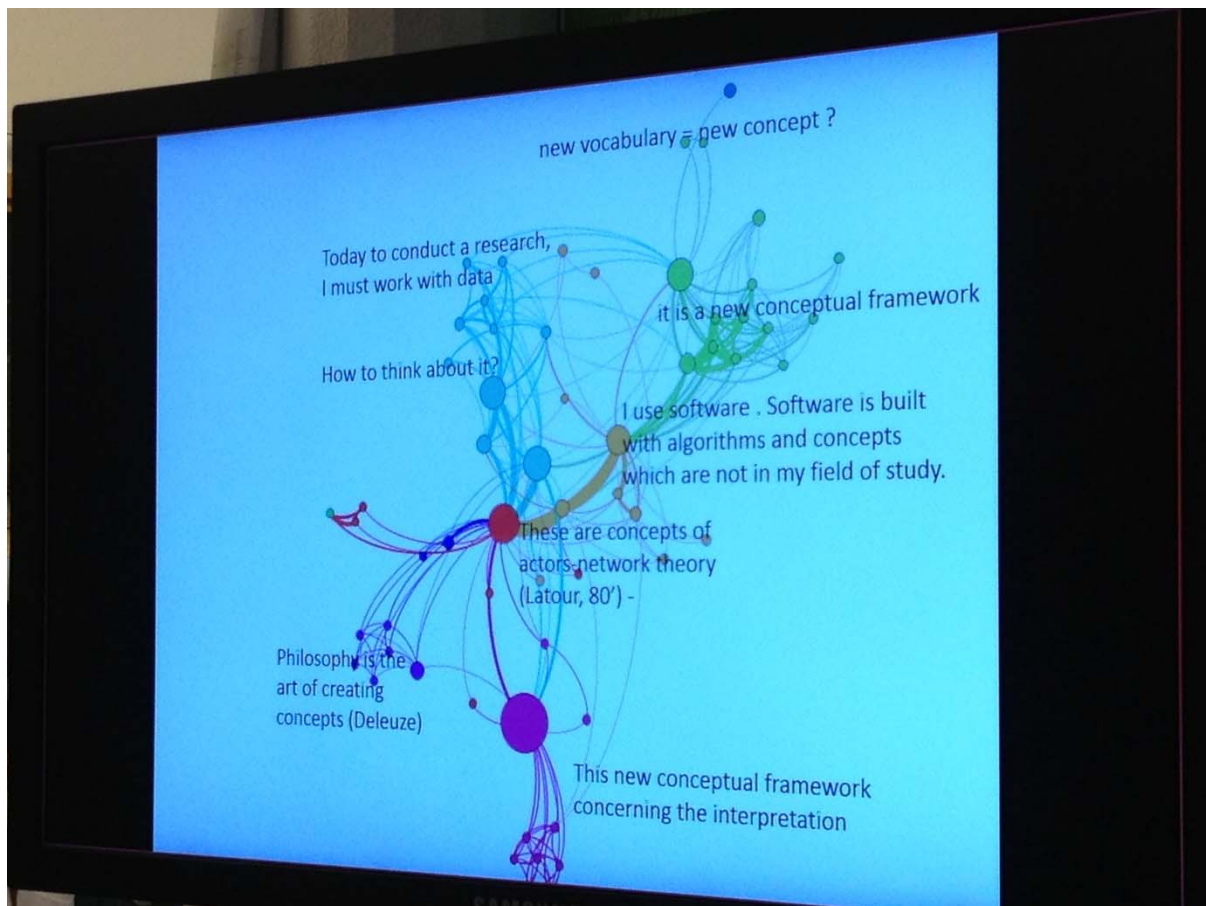 new vocabulary = new concept ?
Today to conduct a research,
I must work with data
it is a new conceptual framework
How to think about it?
I use software . Software is built
with algorithms and concepts
which are not in my field of study.
These are concepts of
actors-network theory
(Latour, 80’) -
Philosophy is the
art of creating
concepts (Deleuze)
This new conceptual framework
concerning the interpretation